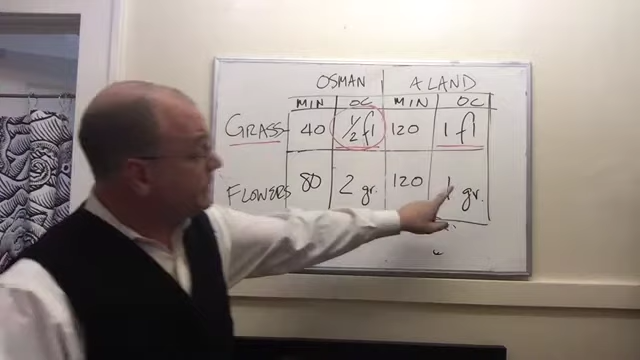 OSMAN ALAND
MIN OC MIN OC
GRASS 40 1/2 fl 120 1 fl
FLOWERS 80 2 gr. 120 1 gr.